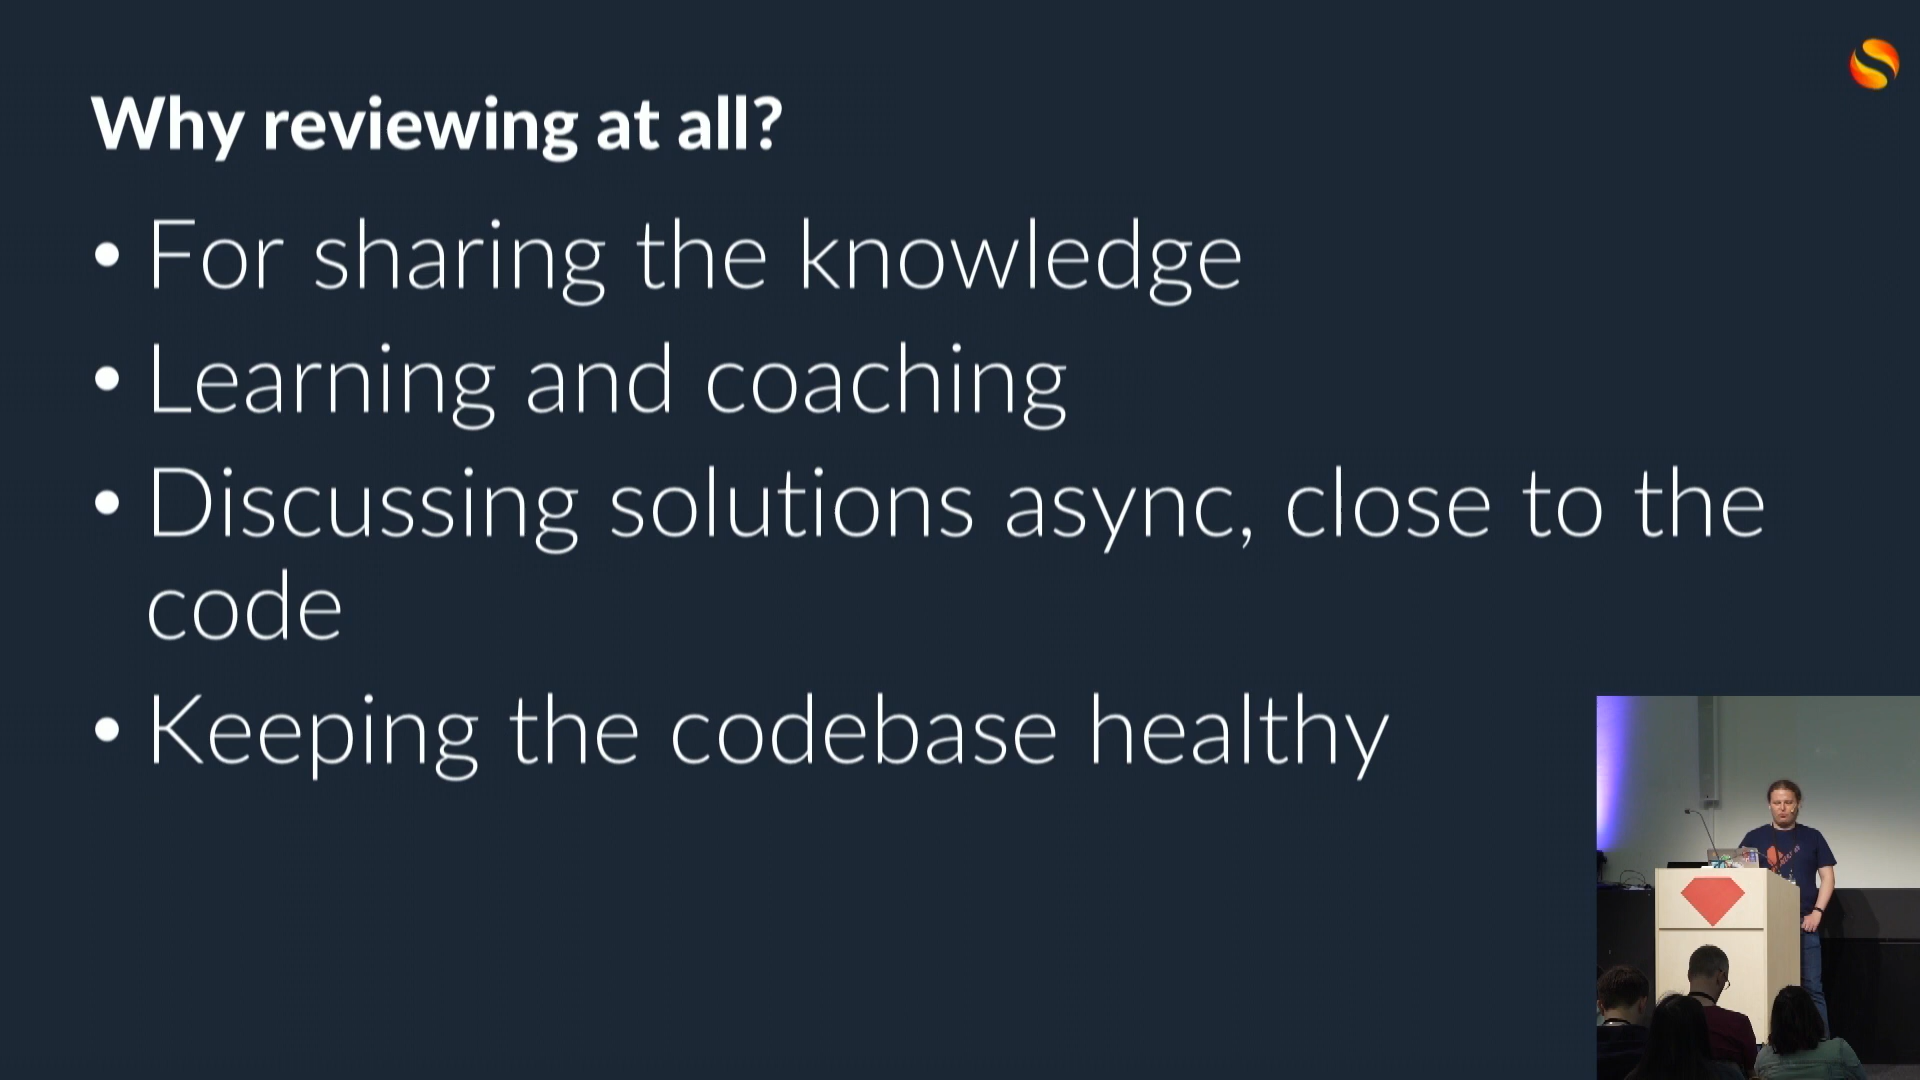 Why reviewing at all?
• For sharing the knowledge
• Learning and coaching
• Discussing solutions async, close to the
code
• Keeping the codebase healthy